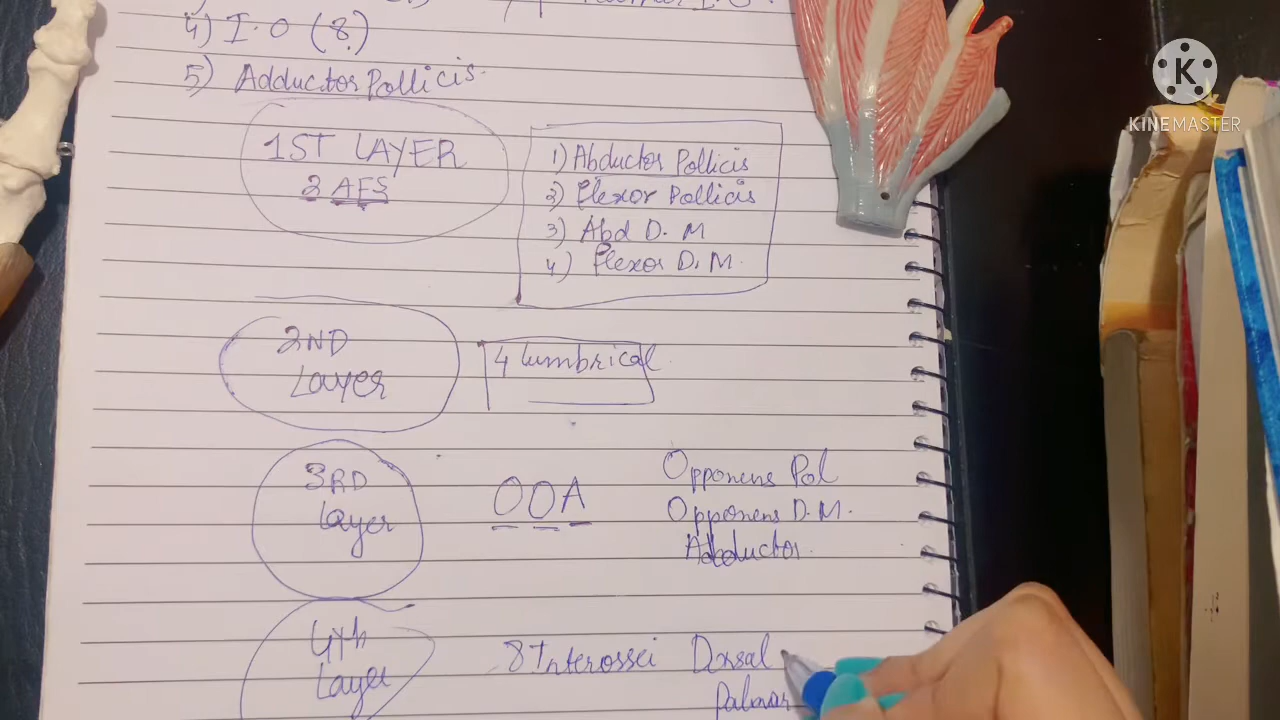 4) I.O (8.)
5) Adductor Pollicis.
1ST LAYER
2 AFS
1) Abductor Pollicis
2) Flexor Pollicis
3) Abd D.M
4) Flexor D.M.
2ND
Layer
4 Lumbrical.
3RD
Layer
OOA
Opponens Pol
Opponens D.M.
Adductor.
4th
Layer
8 Interossei Dorsal
Palmar
K
KINEMASTER